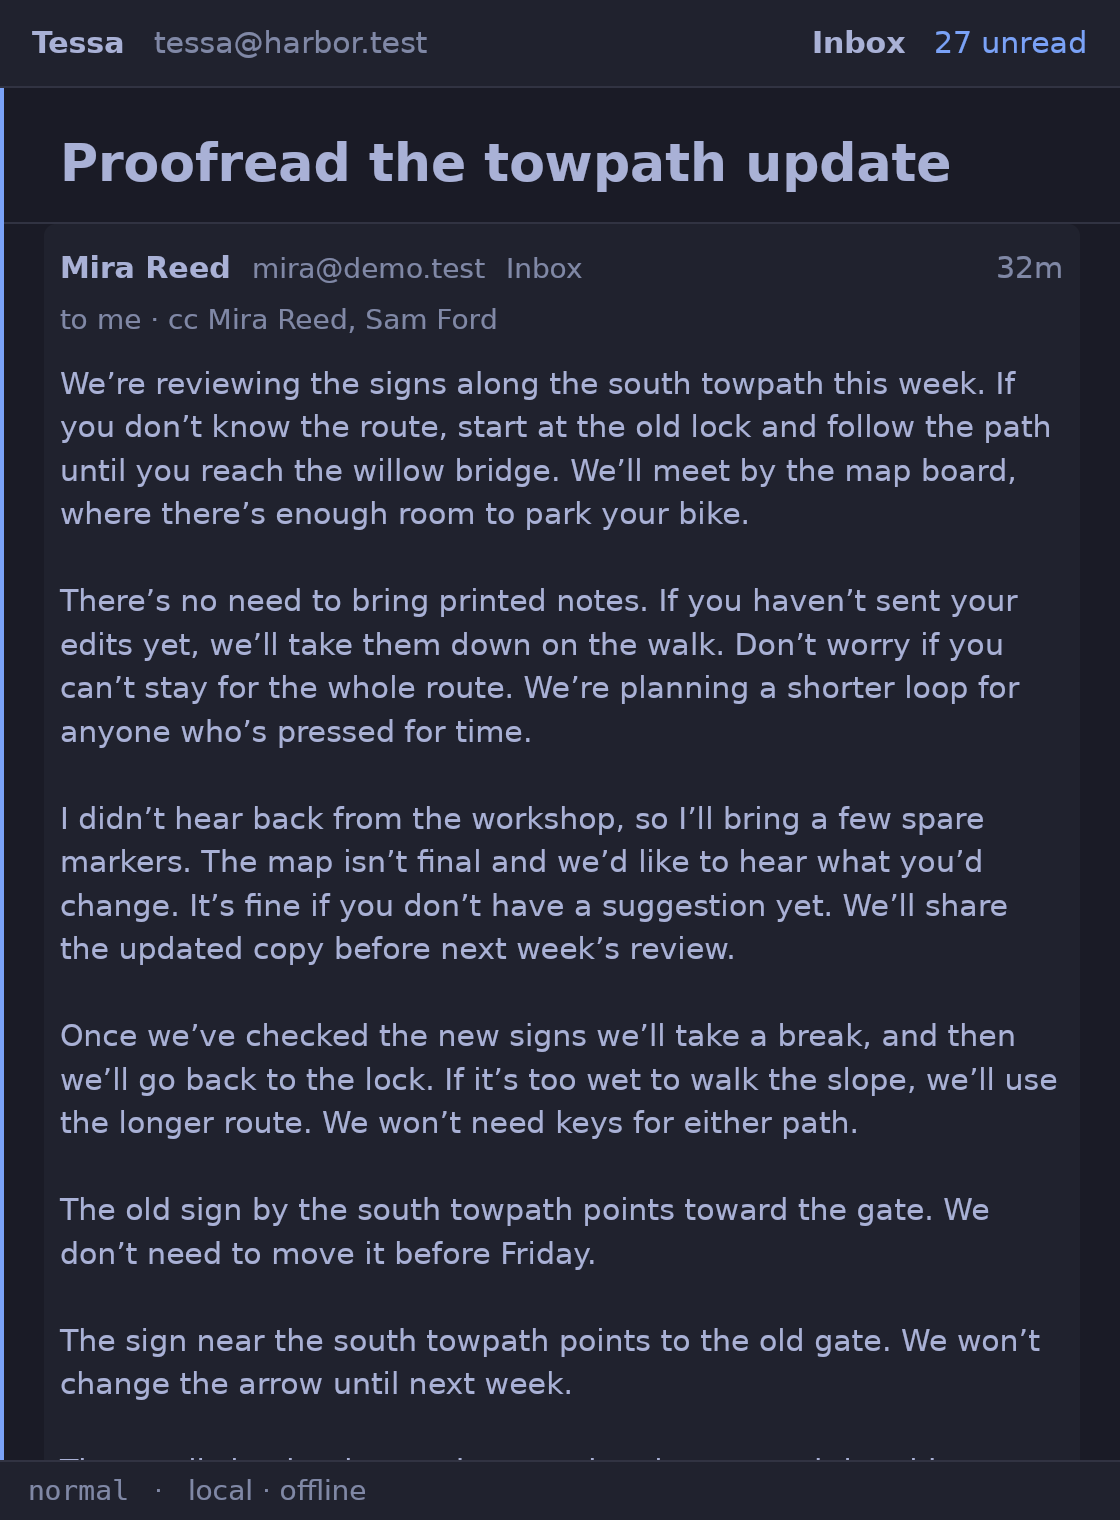 Tessa tessa@harbor.test Inbox 27 unread
Proofread the towpath update
Mira Reed mira@demo.test Inbox 32m
to me · cc Mira Reed, Sam Ford
We’re reviewing the signs along the south towpath this week. If
you don’t know the route, start at the old lock and follow the path
until you reach the willow bridge. We’ll meet by the map board,
where there’s enough room to park your bike.
There’s no need to bring printed notes. If you haven’t sent your
edits yet, we’ll take them down on the walk. Don’t worry if you
can’t stay for the whole route. We’re planning a shorter loop for
anyone who’s pressed for time.
I didn’t hear back from the workshop, so I’ll bring a few spare
markers. The map isn’t final and we’d like to hear what you’d
change. It’s fine if you don’t have a suggestion yet. We’ll share
the updated copy before next week’s review.
Once we’ve checked the new signs we’ll take a break, and then
we’ll go back to the lock. If it’s too wet to walk the slope, we’ll use
the longer route. We won’t need keys for either path.
The old sign by the south towpath points toward the gate. We
don’t need to move it before Friday.
The sign near the south towpath points to the old gate. We won’t
change the arrow until next week.
normal · local · offline